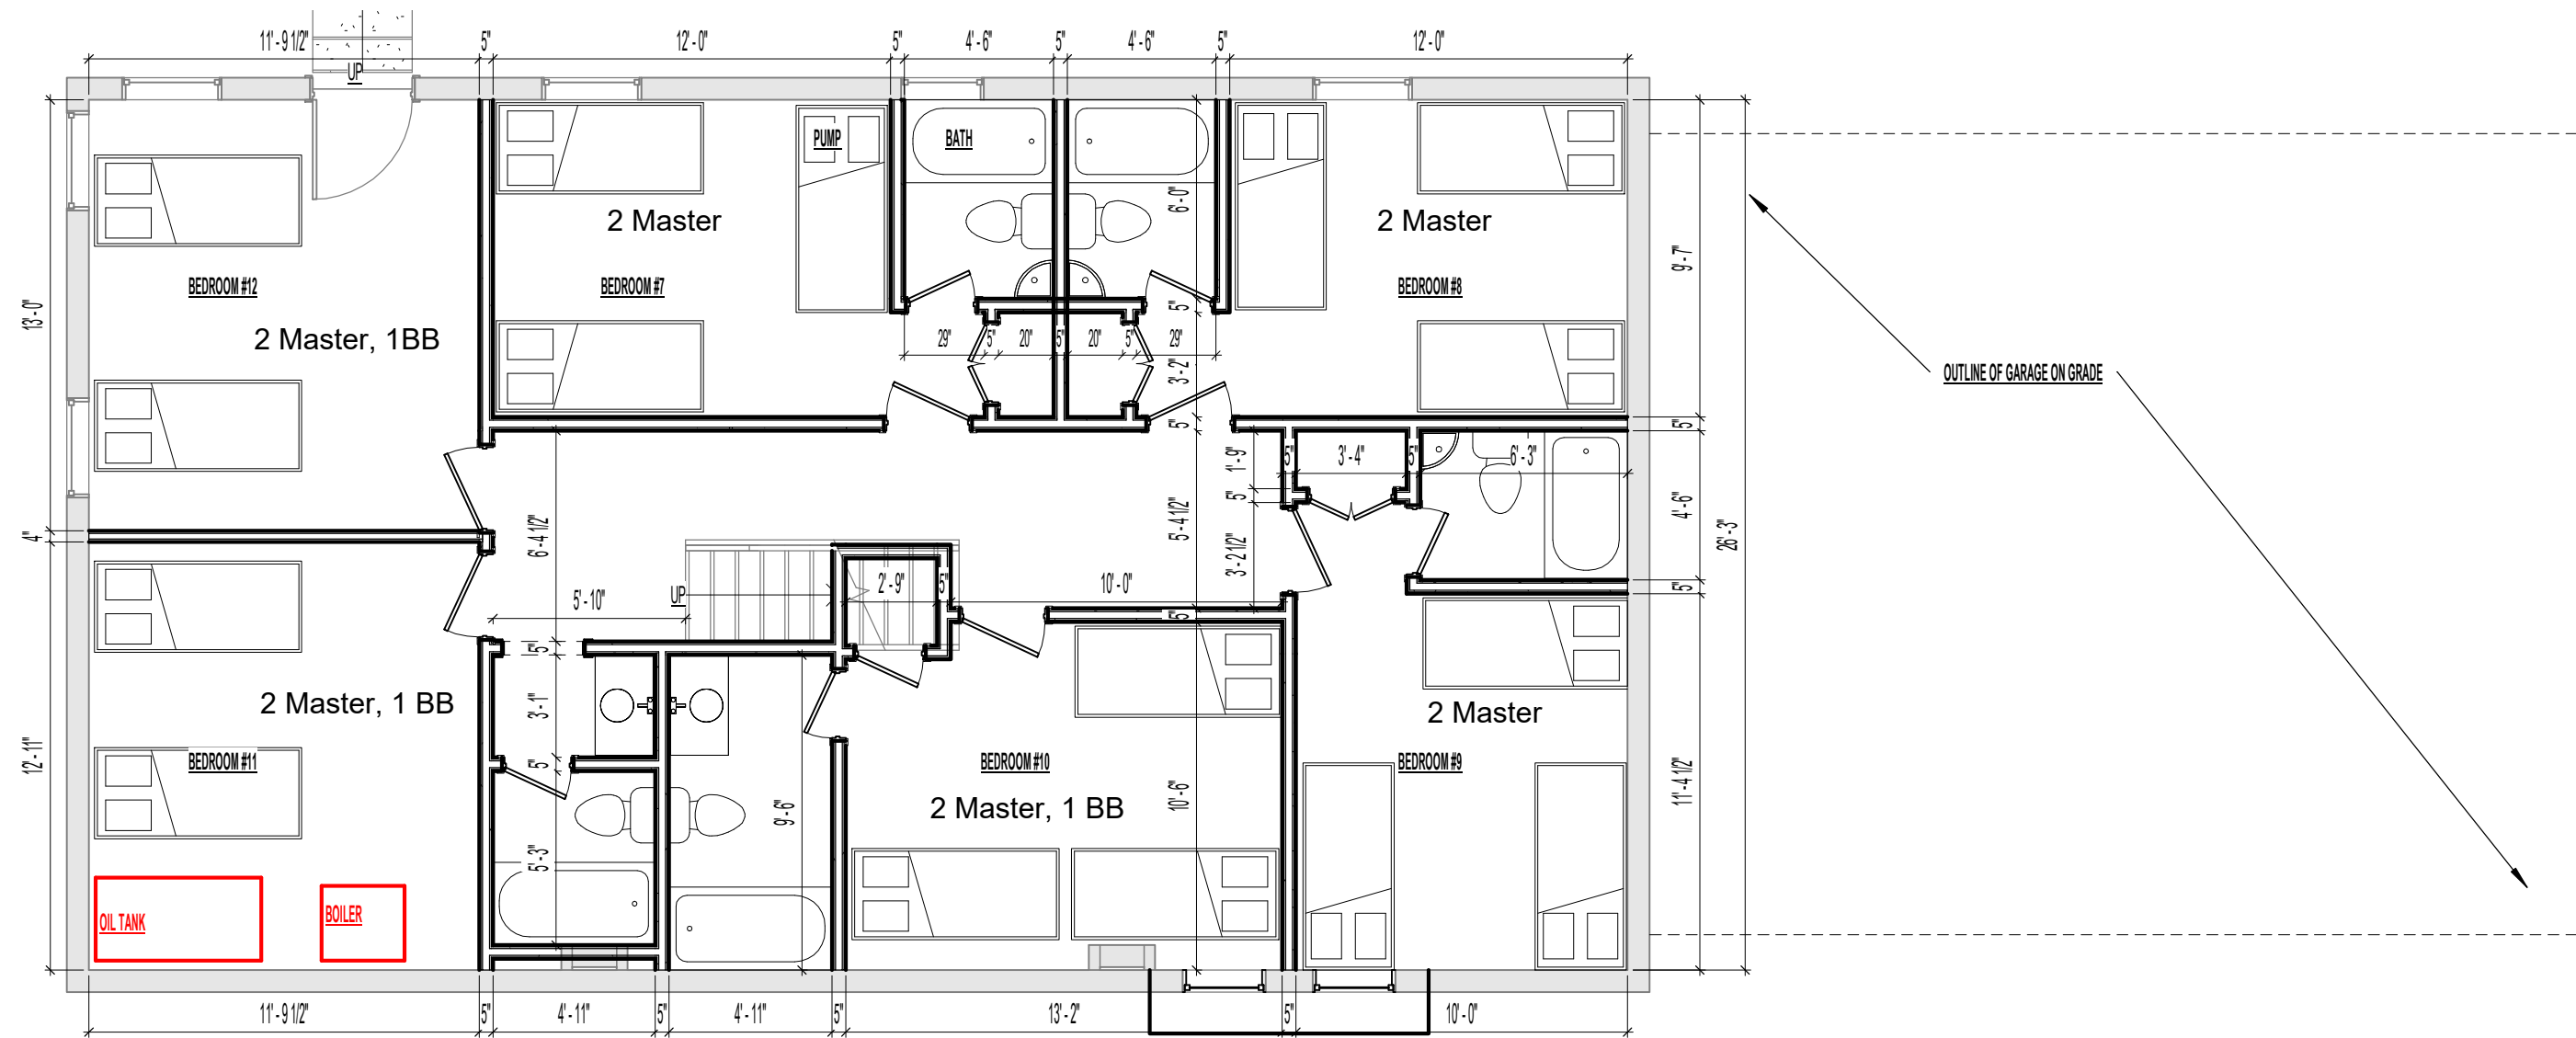 11'- 9 1/2"
5"
12'- 0"
5"
4'- 6"
5"
4'- 6"
5"
12'- 0"
UP
PUMP
BATH
6'- 0"
2 Master
2 Master
9'- 7"
BEDROOM #12
BEDROOM #7
BEDROOM #8
13'- 0"
2 Master, 1BB
5"
29"
5"
20"
5"
20"
5"
29"
3'- 2"
OUTLINE OF GARAGE ON GRADE
5"
5"
1'- 9"
5"
3'- 4"
5"
6'- 3"
5"
4'- 6"
4"
6'- 4 1/2"
5'- 4 1/2"
3'- 2 1/2"
26'- 3"
5'- 10"
UP
2'- 9"
5"
10'- 0"
5"
5"
5"
3'- 1"
2 Master, 1 BB
2 Master
12'- 11"
BEDROOM #11
5"
BEDROOM #10
BEDROOM #9
11'- 4 1/2"
9'- 6"
2 Master, 1 BB
10'- 6"
5'- 3"
OIL TANK
BOILER
11'- 9 1/2"
5"
4'- 11"
5"
4'- 11"
5"
13'- 2"
5"
10'- 0"